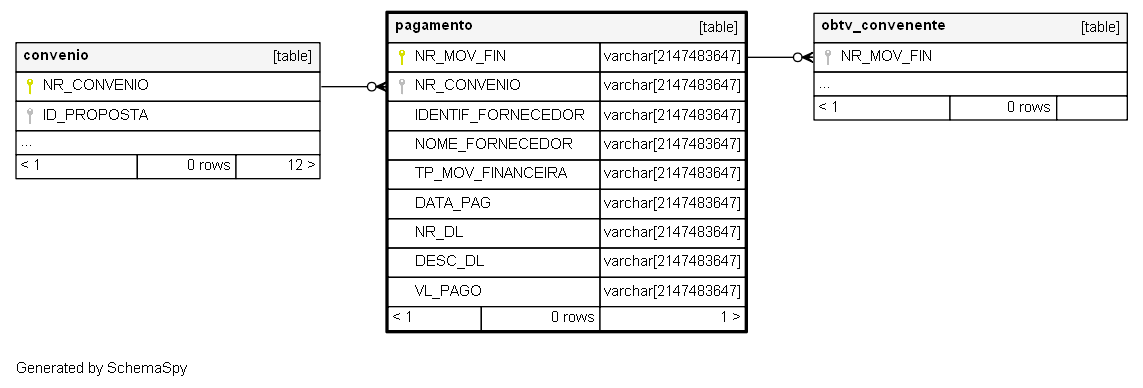 convenio [table]
NR_CONVENIO
ID_PROPOSTA
...
< 1 0 rows 12 >
pagamento [table]
NR_MOV_FIN varchar[2147483647]
NR_CONVENIO varchar[2147483647]
IDENTIF_FORNECEDOR varchar[2147483647]
NOME_FORNECEDOR varchar[2147483647]
TP_MOV_FINANCEIRA varchar[2147483647]
DATA_PAG varchar[2147483647]
NR_DL varchar[2147483647]
DESC_DL varchar[2147483647]
VL_PAGO varchar[2147483647]
< 1 0 rows 1 >
obtv_convenente [table]
NR_MOV_FIN
...
< 1 0 rows
Generated by SchemaSpy